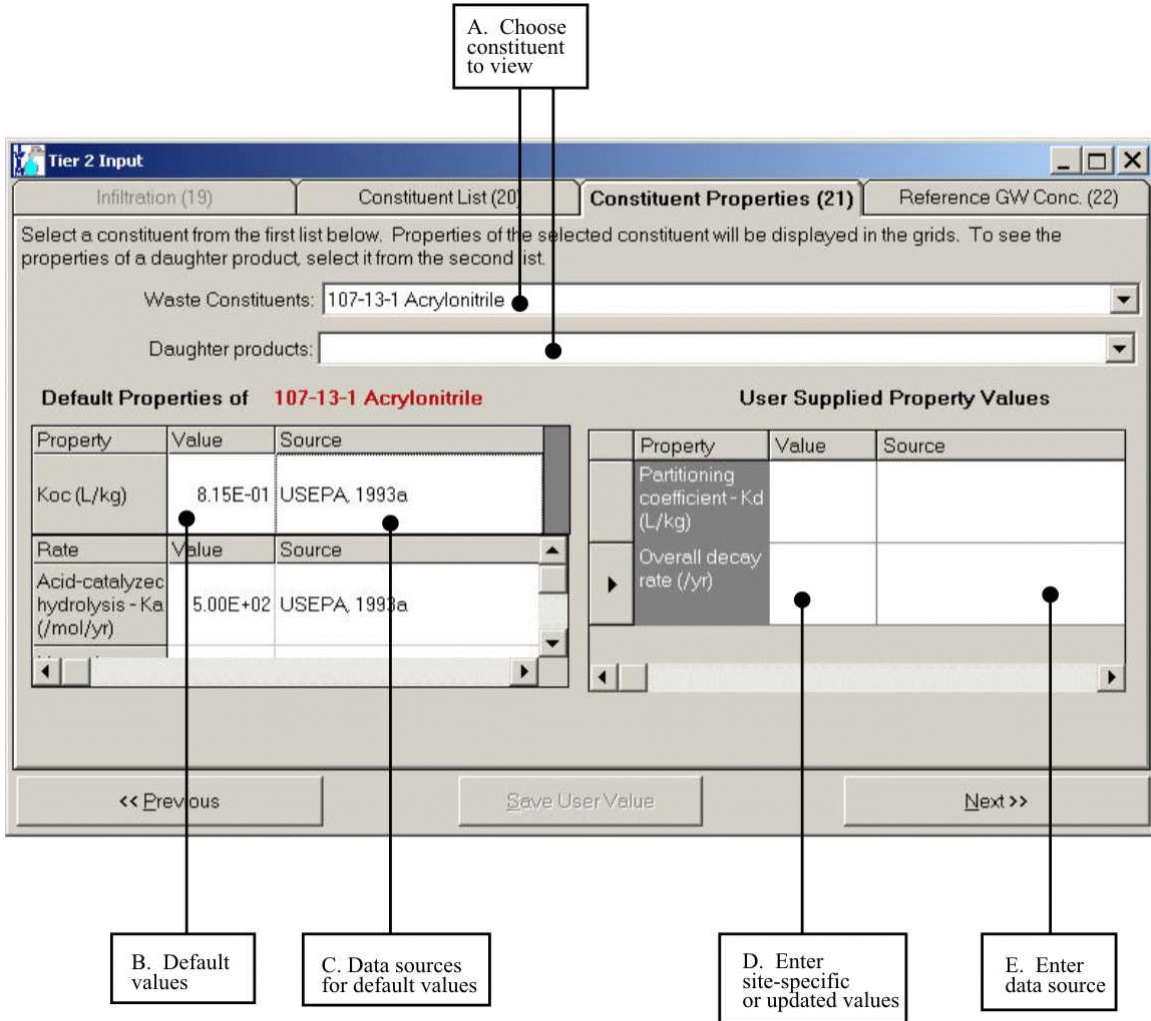 A. Choose
constituent
to view
Tier 2 Input
Infiltration (19)
Constituent List (20)
Constituent Properties (21)
Reference GW Conc. (22)
Select a constituent from the first list below. Properties of the selected constituent will be displayed in the grids. To see the
properties of a daughter product, select it from the second list.
Waste Constituents: 107-13-1 Acrylonitrile
Daughter products:
Default Properties of 107-13-1 Acrylonitrile
Property Value Source
Koc (L/kg) 8.15E-01 USEPA, 1993a
Rate Value Source
Acid-catalyzec
hydrolysis - Ka 5.00E+02 USEPA, 1993a
(/mol/yr)
User Supplied Property Values
Property Value Source
Partitioning
coefficient - Kd
(L/kg)
Overall decay
rate (/yr)
<< Previous
Save User Value
Next >>
B. Default
values
C. Data sources
for default values
D. Enter
site-specific
or updated values
E. Enter
data source